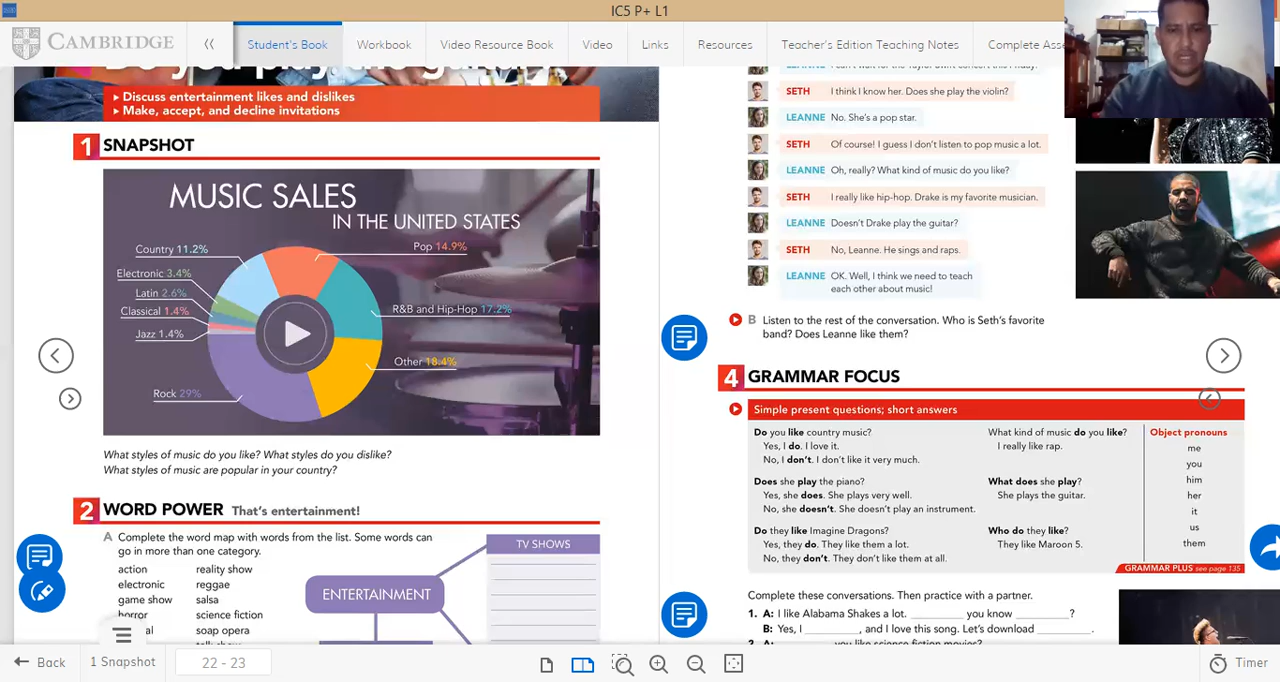 IC5 P+ L1
CAMBRIDGE
Student's Book
Workbook
Video Resource Book
Video
Links
Resources
Teacher's Edition Teaching Notes
Complete Asse
▸ Discuss entertainment likes and dislikes
▸ Make, accept, and decline invitations
1 SNAPSHOT
MUSIC SALES
IN THE UNITED STATES
Country 11.2%
Pop 14.9%
Electronic 3.4%
Latin 2.6%
Classical 1.4%
R&B and Hip-Hop 17.2%
Jazz 1.4%
Other 18.4%
Rock 29%
What styles of music do you like? What styles do you dislike?
What styles of music are popular in your country?
2 WORD POWER That's entertainment!
A Complete the word map with words from the list. Some words can
go in more than one category.
action reality show
electronic reggae
game show salsa
horror science fiction
soap opera
TV SHOWS
ENTERTAINMENT
SETH I think I know her. Does she play the violin?
LEANNE No. She's a pop star.
SETH Of course! I guess I don't listen to pop music a lot.
LEANNE Oh, really? What kind of music do you like?
SETH I really like hip-hop. Drake is my favorite musician.
LEANNE Doesn't Drake play the guitar?
SETH No, Leanne. He sings and raps.
LEANNE OK. Well, I think we need to teach
each other about music!
B Listen to the rest of the conversation. Who is Seth's favorite
band? Does Leanne like them?
4 GRAMMAR FOCUS
Simple present questions; short answers
Do you like country music?
Yes, I do. I love it.
No, I don't. I don't like it very much.
Does she play the piano?
Yes, she does. She plays very well.
No, she doesn't. She doesn't play an instrument.
Do they like Imagine Dragons?
Yes, they do. They like them a lot.
No, they don't. They don't like them at all.
What kind of music do you like?
I really like rap.
What does she play?
She plays the guitar.
Who do they like?
They like Maroon 5.
Object pronouns
me
you
him
her
it
us
them
GRAMMAR PLUS see page 135
Complete these conversations. Then practice with a partner.
1. A: I like Alabama Shakes a lot. ________ you know ________ ?
B: Yes, I ________ , and I love this song. Let's download ________ .
you like science fiction movies?
Back
1 Snapshot
22 - 23
Timer